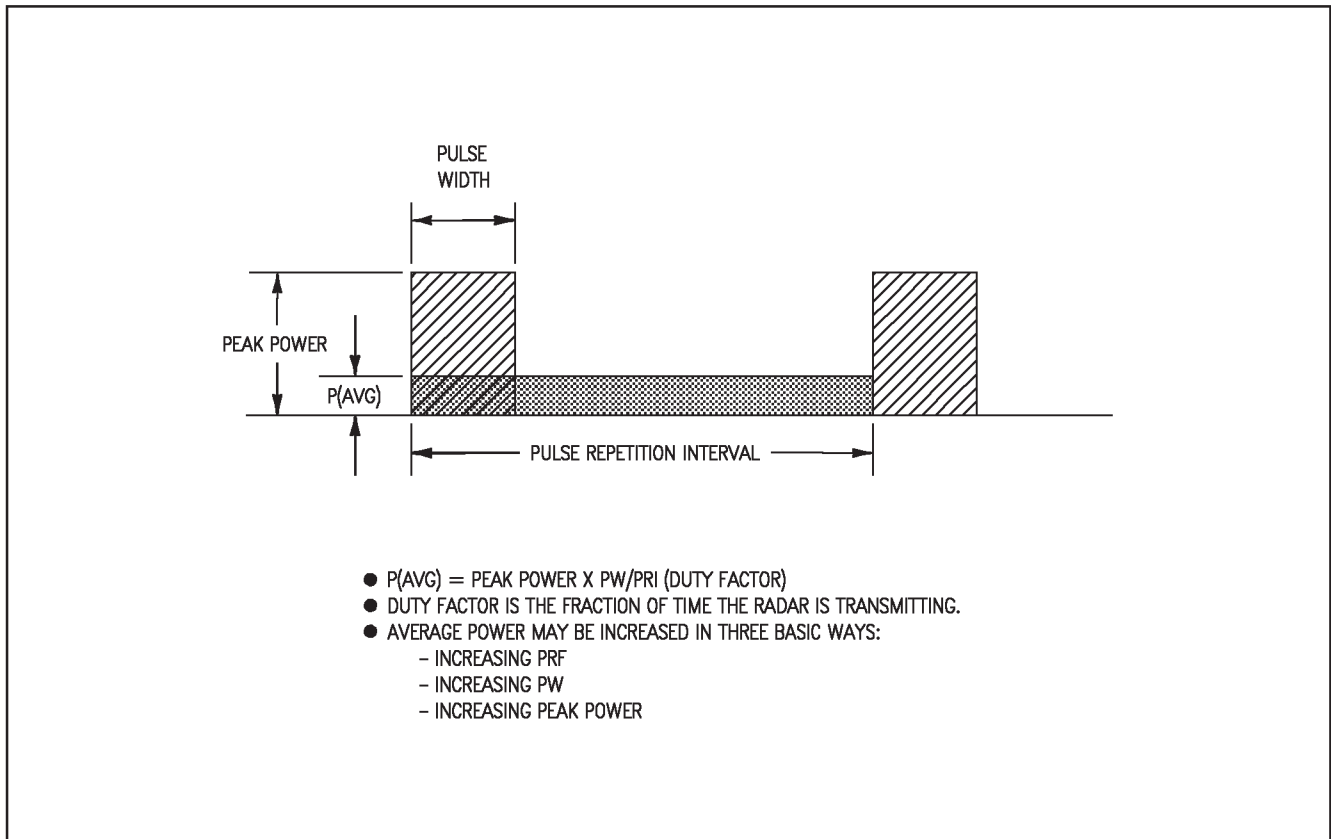 PULSE
WIDTH
PEAK POWER
P(AVG)
PULSE REPETITION INTERVAL
● P(AVG) = PEAK POWER X PW/PRI (DUTY FACTOR)
● DUTY FACTOR IS THE FRACTION OF TIME THE RADAR IS TRANSMITTING.
● AVERAGE POWER MAY BE INCREASED IN THREE BASIC WAYS:
– INCREASING PRF
– INCREASING PW
– INCREASING PEAK POWER